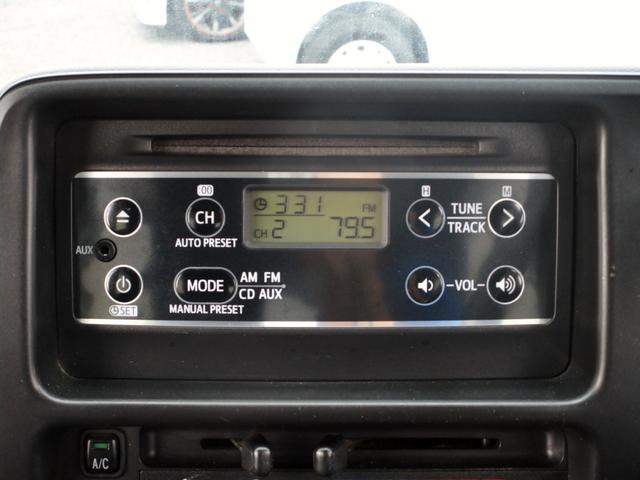 :00
H
M
3:31
FM
CH
TUNE
TRACK
CH 2 79.5
AUTO PRESET
AUX
MODE
AM FM
CD AUX
-VOL-
SET
MANUAL PRESET
A/C